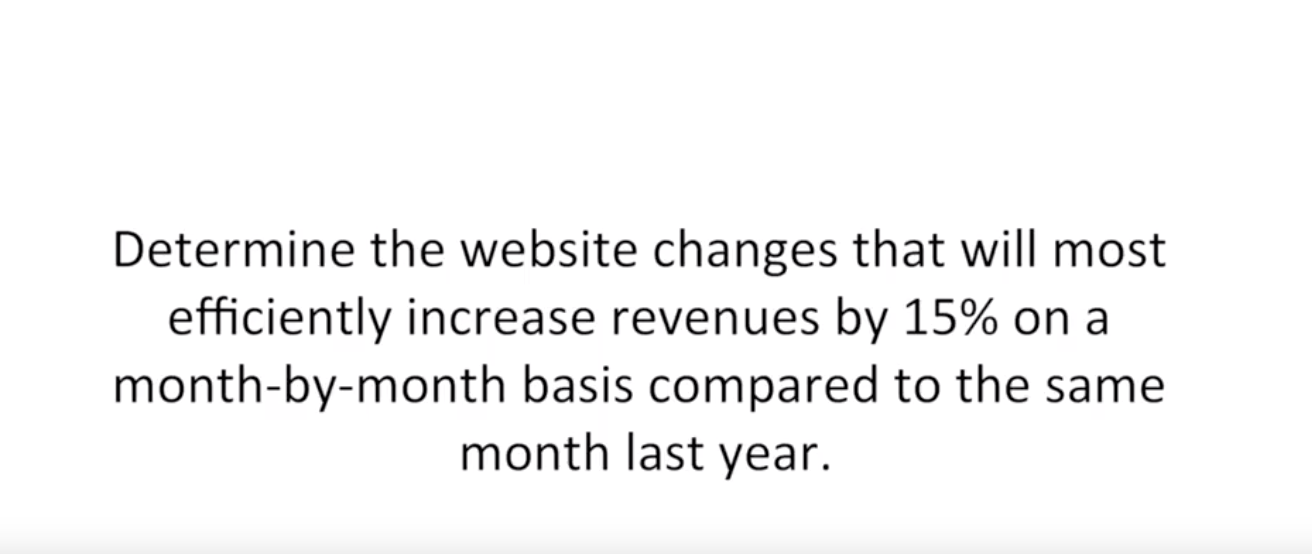 Determine the website changes that will most
efficiently increase revenues by 15% on a
month-by-month basis compared to the same
month last year.